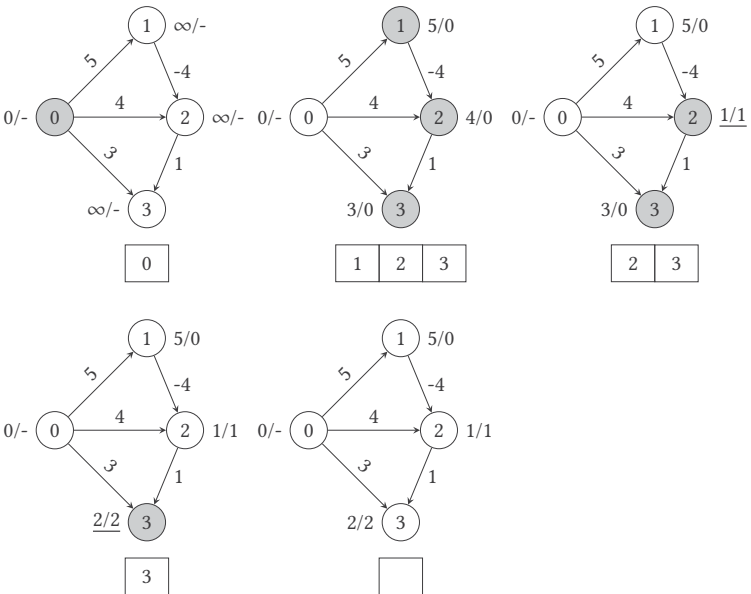 1 ∞/- 1 5/0 1 5/0
5 -4 5 -4 5 -4
0/- 0 4 2 ∞/- 0/- 0 4 2 4/0 0/- 0 4 2 1/1
3 1 3 1 3 1
∞/- 3 3/0 3 3/0 3
0 1 2 3 2 3
1 5/0 1 5/0
5 -4 5 -4
0/- 0 4 2 1/1 0/- 0 4 2 1/1
3 1 3 1
2/2 3 2/2 3
3